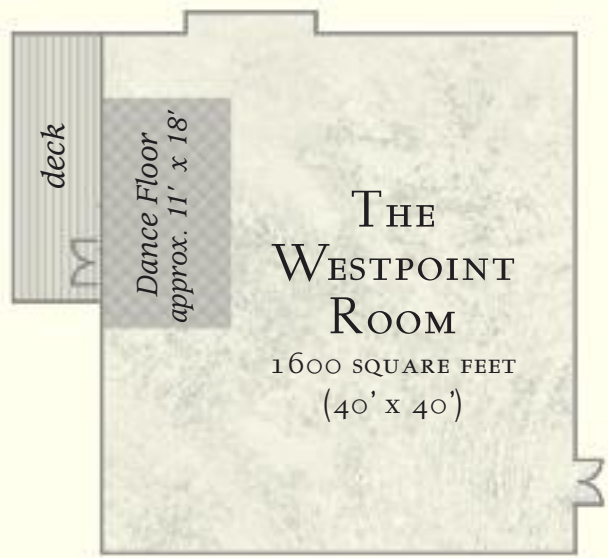 deck
Dance Floor
approx. 11' x 18'
The
Westpoint
Room
1600 square feet
(40' x 40')